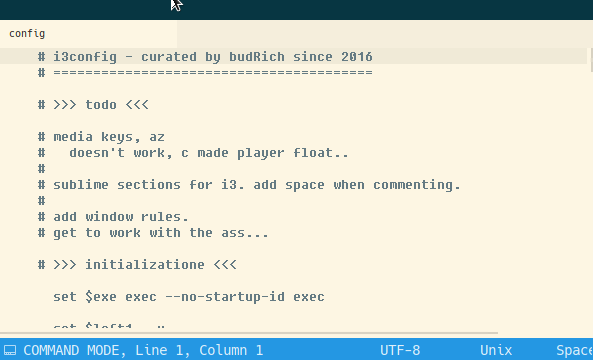 config
# i3config - curated by budRich since 2016
# ========================================
# >>> todo <<<
# media keys, az
#   doesn't work, c made player float..
#
# sublime sections for i3. add space when commenting.
#
# add window rules.
# get to work with the ass...
# >>> initializatione <<<
set $exe exec --no-startup-id exec
COMMAND MODE, Line 1, Column 1 UTF-8 Unix